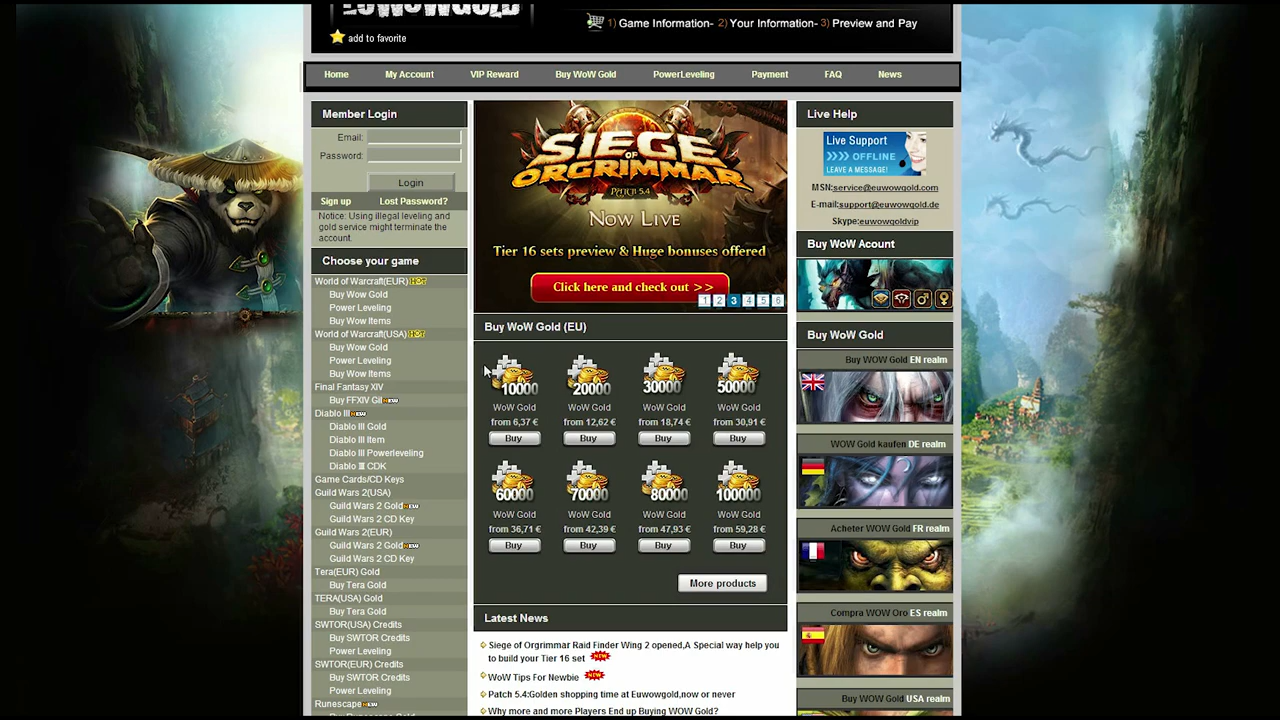 EuWoWGold
1) Game Information- 2) Your Information- 3) Preview and Pay
add to favorite
Home
My Account
VIP Reward
Buy WoW Gold
PowerLeveling
Payment
FAQ
News
Member Login
Email:
Password:
Login
Sign up
Lost Password?
Notice: Using illegal leveling and
gold service might terminate the
account.
Choose your game
World of Warcraft(EUR) HOT
Buy Wow Gold
Power Leveling
Buy Wow Items
World of Warcraft(USA) HOT
Buy Wow Gold
Power Leveling
Buy Wow Items
Final Fantasy XIV
Buy FFXIV Gil NEW
Diablo III NEW
Diablo III Gold
Diablo III Item
Diablo III Powerleveling
Diablo Ⅲ CDK
Game Cards/CD Keys
Guild Wars 2(USA)
Guild Wars 2 Gold NEW
Guild Wars 2 CD Key
Guild Wars 2(EUR)
Guild Wars 2 Gold NEW
Guild Wars 2 CD Key
Tera(EUR) Gold
Buy Tera Gold
TERA(USA) Gold
Buy Tera Gold
SWTOR(USA) Credits
Buy SWTOR Credits
Power Leveling
SWTOR(EUR) Credits
Buy SWTOR Credits
Power Leveling
Runescape NEW
SIEGE
OF
ORGRIMMAR
PATCH 5.4
NOW LIVE
Tier 16 sets preview & Huge bonuses offered
Click here and check out >>
1 2 3 4 5 6
Buy WoW Gold (EU)
10000
20000
30000
50000
WoW Gold
WoW Gold
WoW Gold
WoW Gold
from 6,37 €
from 12,62 €
from 18,74 €
from 30,91 €
Buy
Buy
Buy
Buy
60000
70000
80000
100000
WoW Gold
WoW Gold
WoW Gold
WoW Gold
from 36,71 €
from 42,39 €
from 47,93 €
from 59,28 €
Buy
Buy
Buy
Buy
More products
Latest News
Siege of Orgrimmar Raid Finder Wing 2 opened,A Special way help you
to build your Tier 16 set NEW
WoW Tips For Newbie NEW
Patch 5.4:Golden shopping time at Euwowgold,now or never
Why more and more Players End up Buying WOW Gold?
Live Help
Live Support
>>>> OFFLINE
LEAVE A MESSAGE!
MSN:service@euwowgold.com
E-mail:support@euwowgold.de
Skype:euwowgoldvip
Buy WoW Acount
Buy WoW Gold
Buy WOW Gold EN realm
WOW Gold kaufen DE realm
Acheter WOW Gold FR realm
Compra WOW Oro ES realm
Buy WOW Gold USA realm